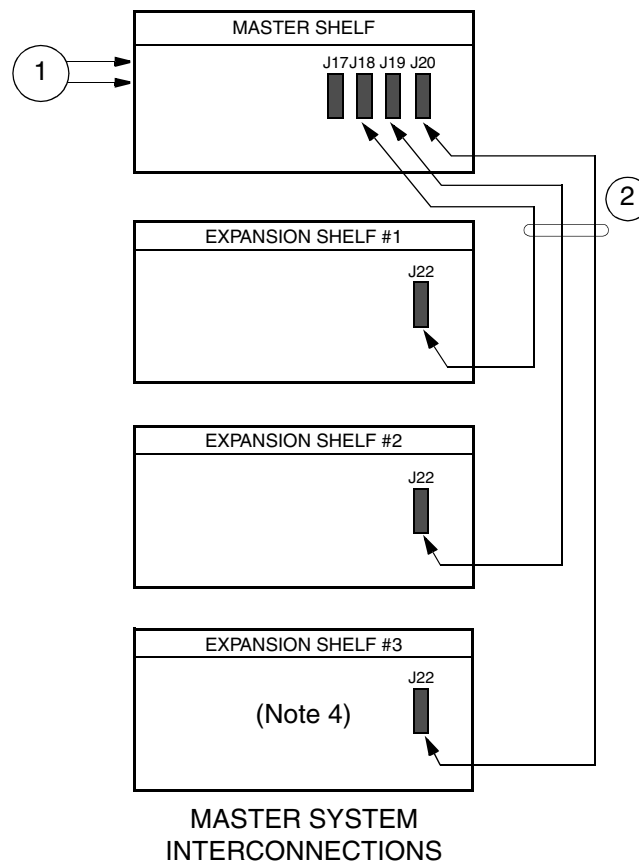 MASTER SHELF
1
J17J18 J19 J20
2
EXPANSION SHELF #1
J22
EXPANSION SHELF #2
J22
EXPANSION SHELF #3
J22
(Note 4)
MASTER SYSTEM
INTERCONNECTIONS